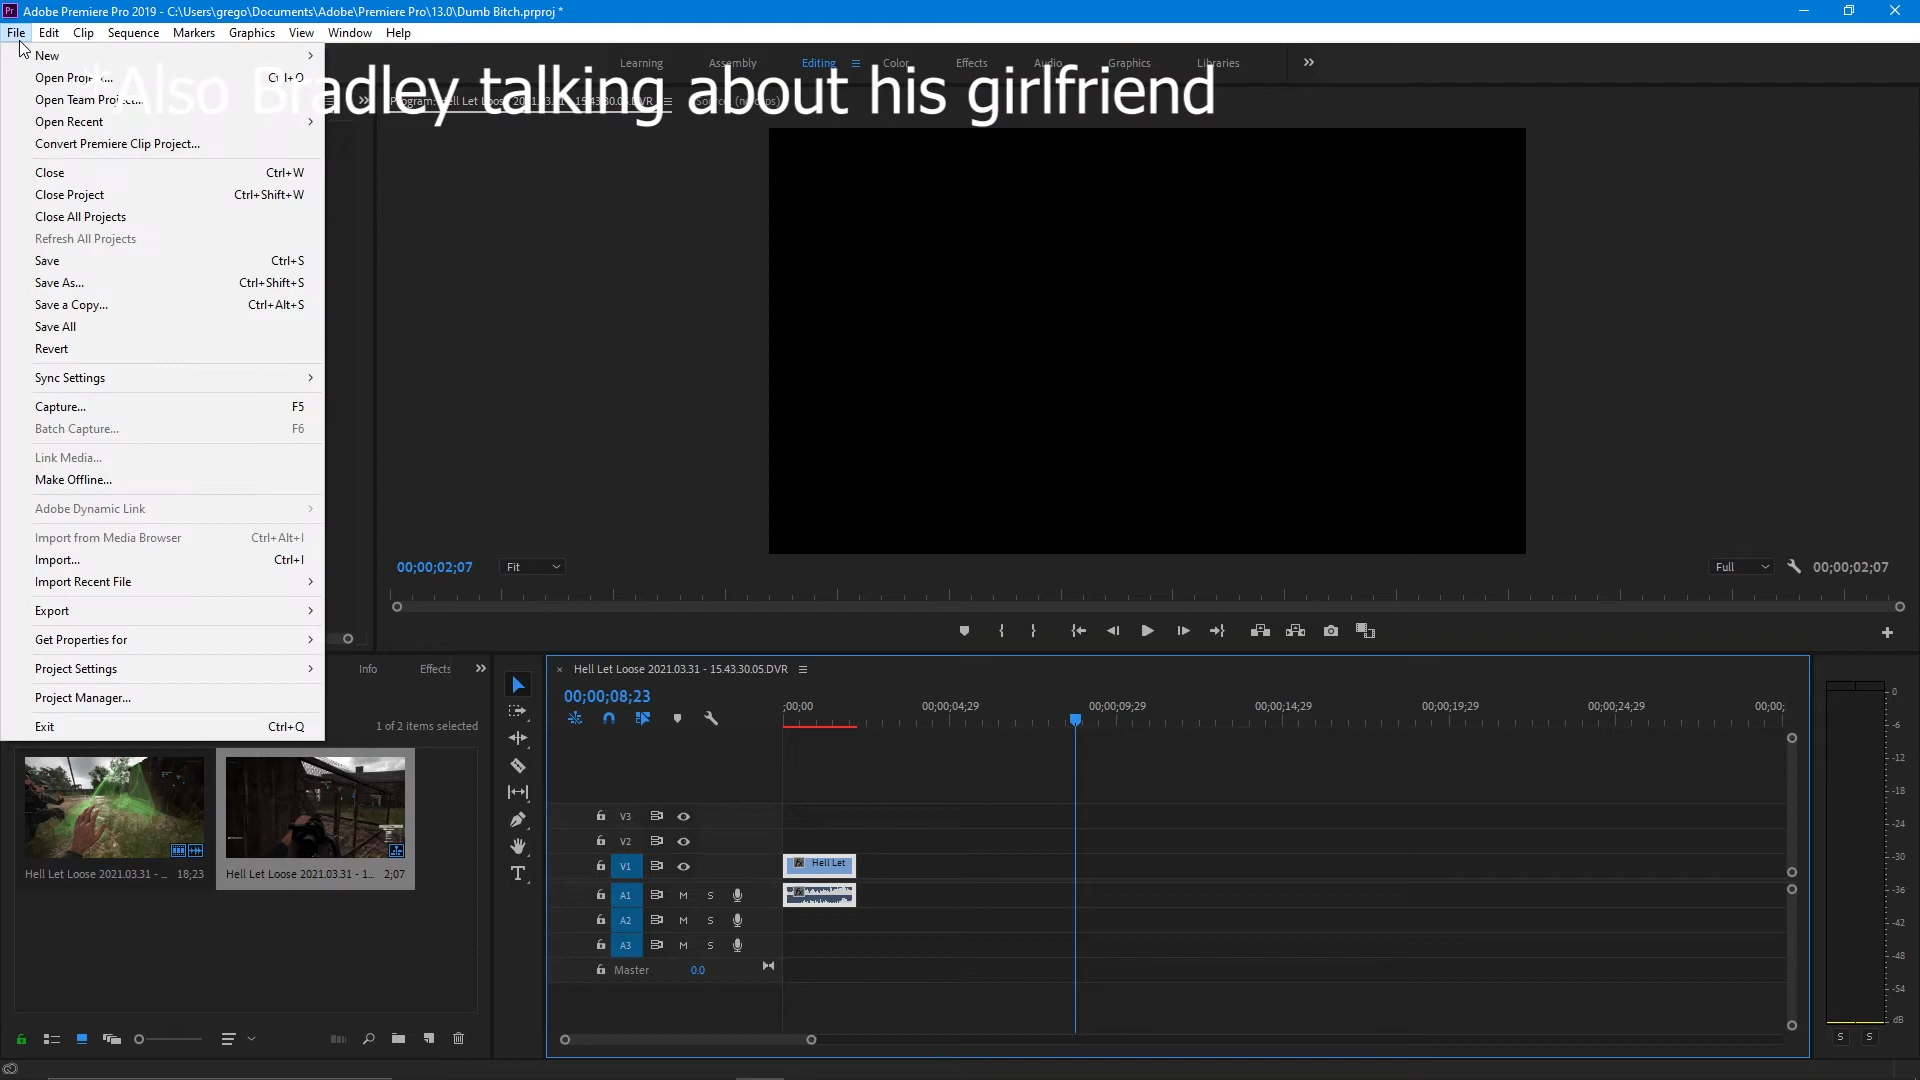 Adobe Premiere Pro 2019 - C:\Users\grego\Documents\Adobe\Premiere Pro\13.0\Dumb Bitch.prproj *
File Edit Clip Sequence Markers Graphics View Window Help
New
Open Project... Ctrl+O
Open Team Project...
Open Recent
Convert Premiere Clip Project...
Close Ctrl+W
Close Project Ctrl+Shift+W
Close All Projects
Refresh All Projects
Save Ctrl+S
Save As... Ctrl+Shift+S
Save a Copy... Ctrl+Alt+S
Save All
Revert
Sync Settings
Capture... F5
Batch Capture... F6
Link Media...
Make Offline...
Adobe Dynamic Link
Import from Media Browser Ctrl+Alt+I
Import... Ctrl+I
Import Recent File
Export
Get Properties for
Project Settings
Project Manager...
Exit Ctrl+Q
Learning Assembly Editing Color Effects Audio Graphics Libraries
*Also Bradley talking about his girlfriend
Program: Hell Let Loose 2021.03.31 - 15.43.30.05.DVR
00;00;02;07 Fit Full 00;00;02;07
Info Effects
1 of 2 items selected
Hell Let Loose 2021.03.31 - ... 18;23
Hell Let Loose 2021.03.31 - 1... 2;07
Hell Let Loose 2021.03.31 - 15.43.30.05.DVR
00;00;08;23
;00;00 00;00;04;29 00;00;09;29 00;00;14;29 00;00;19;29 00;00;24;29 00;00;
V3
V2
V1 fx Hell Let
A1 M S fx
A2 M S
A3 M S
Master 0.0
0
-6
-12
-18
-24
-30
-36
-42
-48
-54
dB
S S